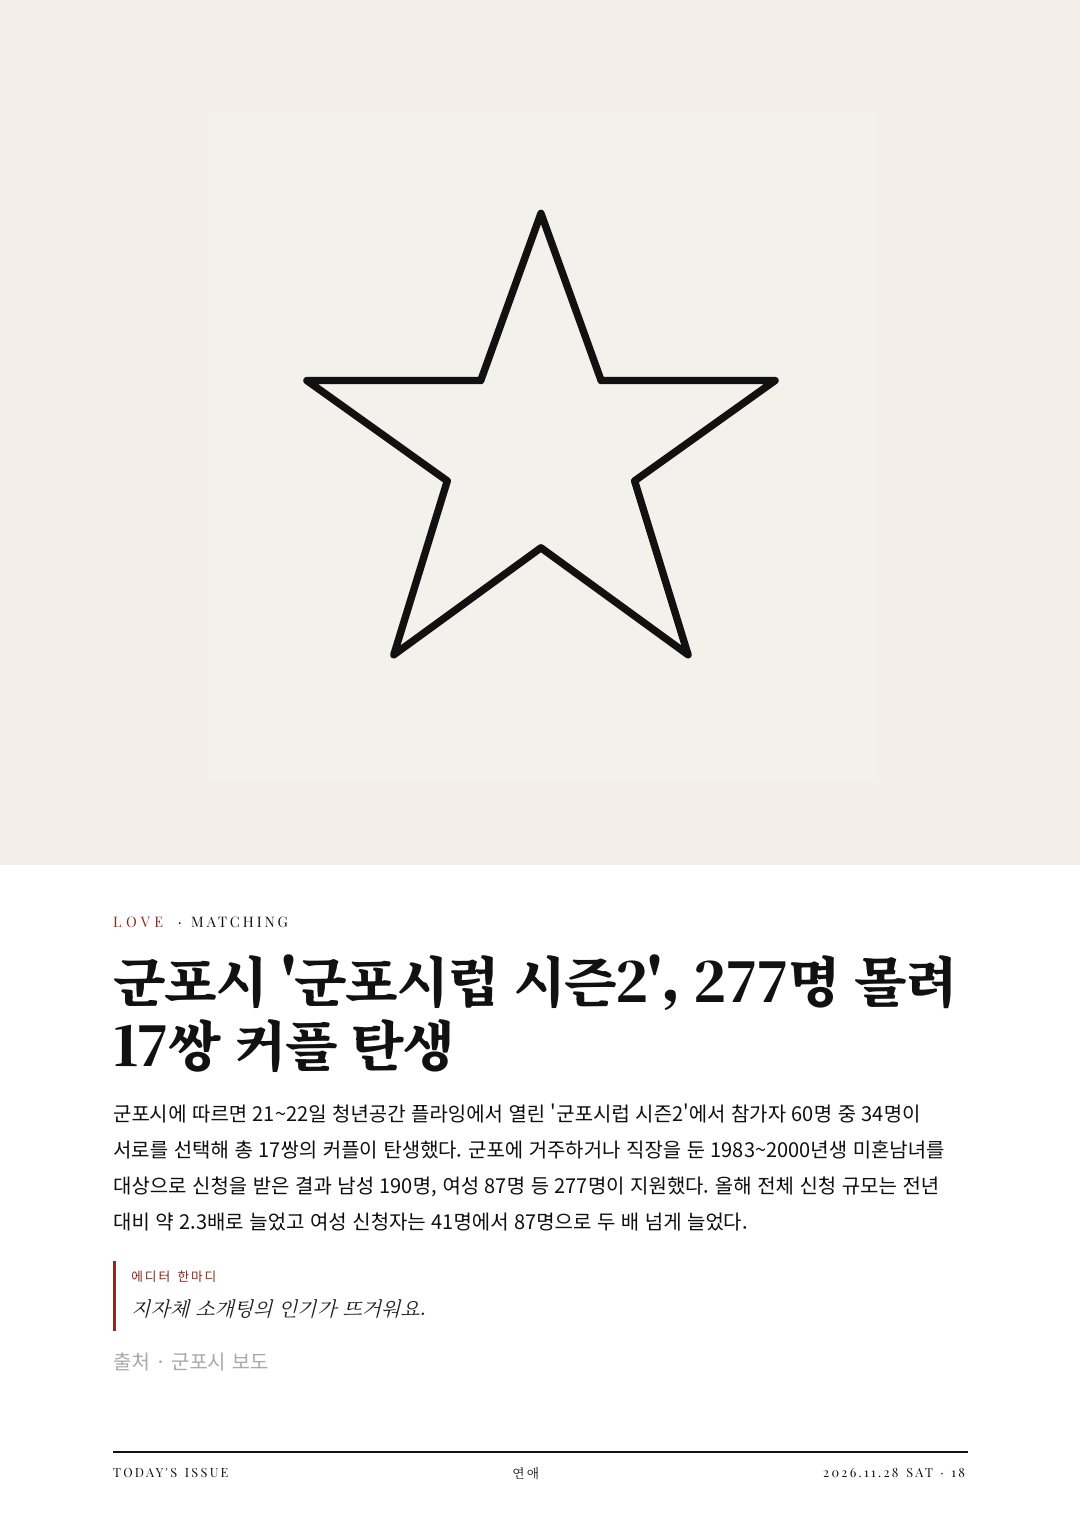 LOVE · MATCHING
군포시 '군포시럽 시즌2', 277명 몰려
17쌍 커플 탄생
군포시에 따르면 21~22일 청년공간 플라잉에서 열린 '군포시럽 시즌2'에서 참가자 60명 중 34명이
서로를 선택해 총 17쌍의 커플이 탄생했다. 군포에 거주하거나 직장을 둔 1983~2000년생 미혼남녀를
대상으로 신청을 받은 결과 남성 190명, 여성 87명 등 277명이 지원했다. 올해 전체 신청 규모는 전년
대비 약 2.3배로 늘었고 여성 신청자는 41명에서 87명으로 두 배 넘게 늘었다.
에디터 한마디
지자체 소개팅의 인기가 뜨거워요.
출처 · 군포시 보도
TODAY'S ISSUE 연애 2026.11.28 SAT · 18